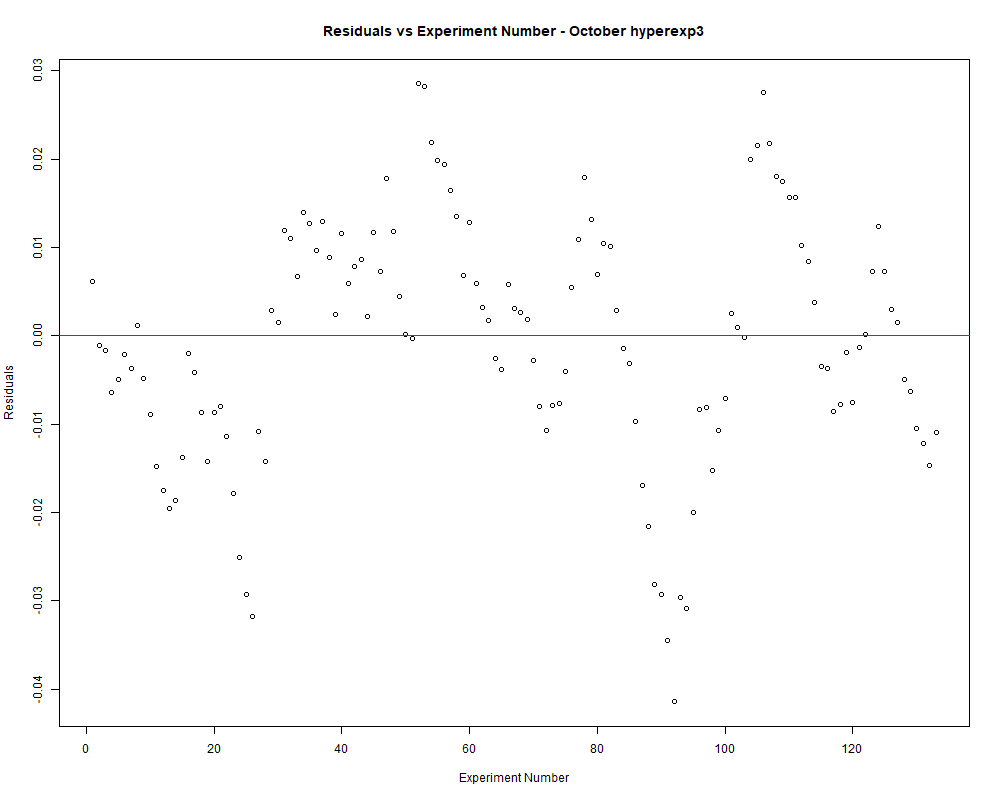 Residuals vs Experiment Number - October hyperexp3
Residuals
0.03
0.02
0.01
0.00
-0.01
-0.02
-0.03
-0.04
0 20 40 60 80 100 120
Experiment Number